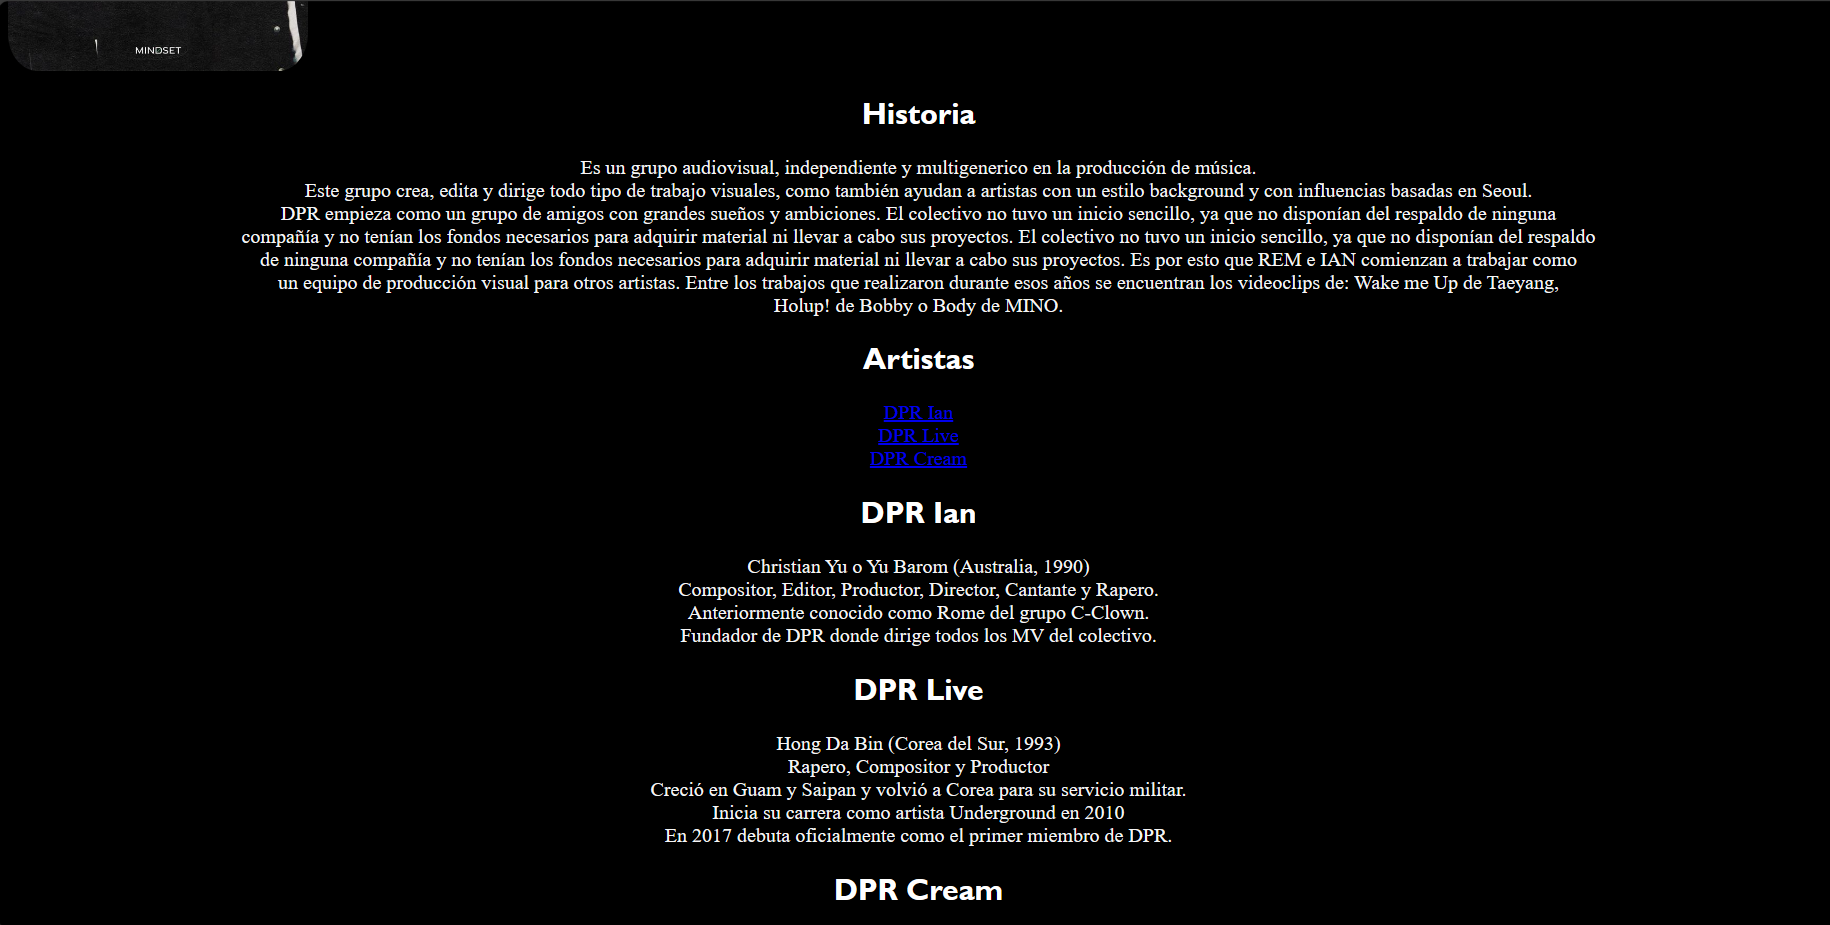 MINDSET
Historia
Es un grupo audiovisual, independiente y multigenerico en la producción de música.
Este grupo crea, edita y dirige todo tipo de trabajo visuales, como también ayudan a artistas con un estilo background y con influencias basadas en Seoul.
DPR empieza como un grupo de amigos con grandes sueños y ambiciones. El colectivo no tuvo un inicio sencillo, ya que no disponían del respaldo de ninguna
compañía y no tenían los fondos necesarios para adquirir material ni llevar a cabo sus proyectos. El colectivo no tuvo un inicio sencillo, ya que no disponían del respaldo
de ninguna compañía y no tenían los fondos necesarios para adquirir material ni llevar a cabo sus proyectos. Es por esto que REM e IAN comienzan a trabajar como
un equipo de producción visual para otros artistas. Entre los trabajos que realizaron durante esos años se encuentran los videoclips de: Wake me Up de Taeyang,
Holup! de Bobby o Body de MINO.
Artistas
DPR Ian
DPR Live
DPR Cream
DPR Ian
Christian Yu o Yu Barom (Australia, 1990)
Compositor, Editor, Productor, Director, Cantante y Rapero.
Anteriormente conocido como Rome del grupo C-Clown.
Fundador de DPR donde dirige todos los MV del colectivo.
DPR Live
Hong Da Bin (Corea del Sur, 1993)
Rapero, Compositor y Productor
Creció en Guam y Saipan y volvió a Corea para su servicio militar.
Inicia su carrera como artista Underground en 2010
En 2017 debuta oficialmente como el primer miembro de DPR.
DPR Cream